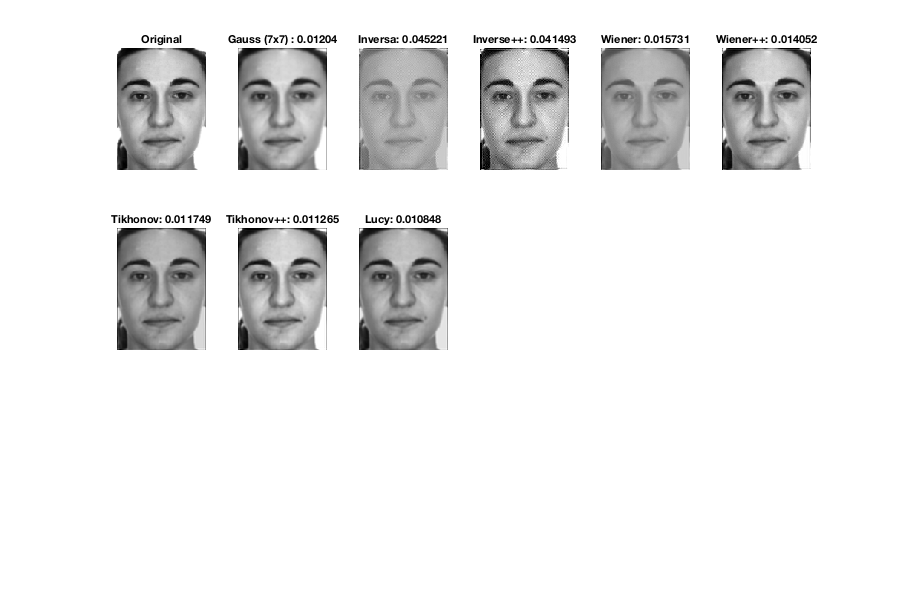 Original
Gauss (7x7) : 0.01204
Inversa: 0.045221
Inverse++: 0.041493
Wiener: 0.015731
Wiener++: 0.014052
Tikhonov: 0.011749
Tikhonov++: 0.011265
Lucy: 0.010848